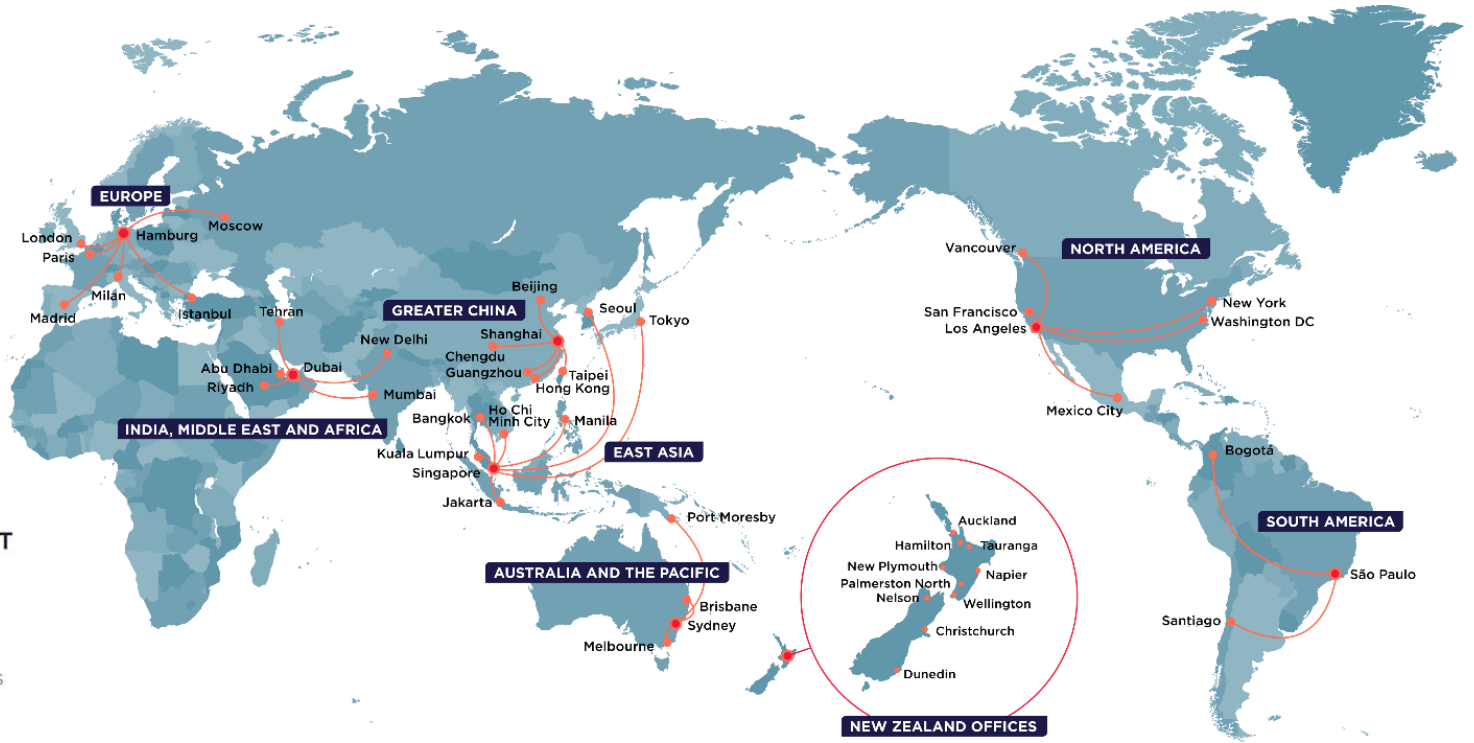 EUROPE
London
Paris
Hamburg
Moscow
Milan
Madrid
Istanbul
Tehran
GREATER CHINA
Beijing
Seoul
Tokyo
Shanghai
New Delhi
Chengdu
Guangzhou
Taipei
Hong Kong
Abu Dhabi
Dubai
Riyadh
Mumbai
INDIA, MIDDLE EAST AND AFRICA
Bangkok
Ho Chi
Minh City
Manila
Kuala Lumpur
Singapore
EAST ASIA
Jakarta
Port Moresby
AUSTRALIA AND THE PACIFIC
Brisbane
Sydney
Melbourne
T
S
Auckland
Hamilton
Tauranga
New Plymouth
Napier
Palmerston North
Nelson
Wellington
Christchurch
Dunedin
NEW ZEALAND OFFICES
NORTH AMERICA
Vancouver
San Francisco
Los Angeles
New York
Washington DC
Mexico City
Bogotá
SOUTH AMERICA
São Paulo
Santiago